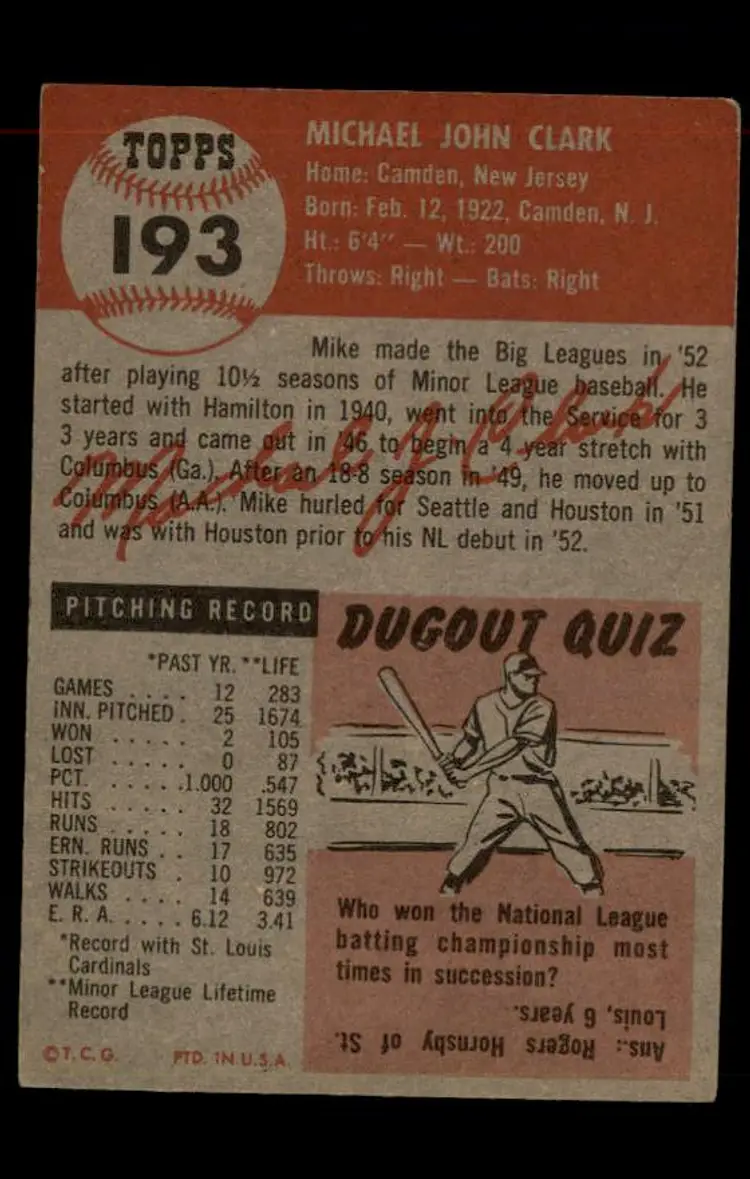 TOPPS
193
MICHAEL JOHN CLARK
Home: Camden, New Jersey
Born: Feb. 12, 1922, Camden, N. J.
Ht.: 6'4" — Wt.: 200
Throws: Right — Bats: Right
Mike made the Big Leagues in '52
after playing 10½ seasons of Minor League baseball. He
started with Hamilton in 1940, went into the Service for 3
3 years and came out in '46 to begin a 4 year stretch with
Columbus (Ga.). After an 18-8 season in '49, he moved up to
Columbus (A.A.). Mike hurled for Seattle and Houston in '51
and was with Houston prior to his NL debut in '52.
Michael J. Clark
PITCHING RECORD
*PAST YR. **LIFE
GAMES . . . . 12 283
INN. PITCHED . 25 1674
WON . . . . . 2 105
LOST . . . . . 0 87
PCT. . . . . .1.000 .547
HITS . . . . . 32 1569
RUNS . . . . . 18 802
ERN. RUNS . . 17 635
STRIKEOUTS . 10 972
WALKS . . . . 14 639
E. R. A. . . . . 6.12 3.41
*Record with St. Louis
Cardinals
**Minor League Lifetime
Record
©T.C.G. PTD. IN U.S.A.
DUGOUT QUIZ
Who won the National League
batting championship most
times in succession?
Ans.: Rogers Hornsby of St.
Louis, 6 years.